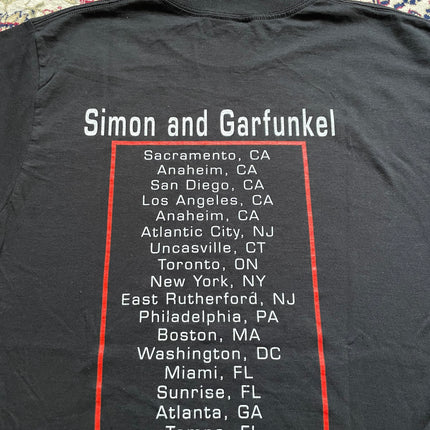 Simon and Garfunkel
Sacramento, CA
Anaheim, CA
San Diego, CA
Los Angeles, CA
Anaheim, CA
Atlantic City, NJ
Uncasville, CT
Toronto, ON
New York, NY
East Rutherford, NJ
Philadelphia, PA
Boston, MA
Washington, DC
Miami, FL
Sunrise, FL
Atlanta, GA
Tampa, FL